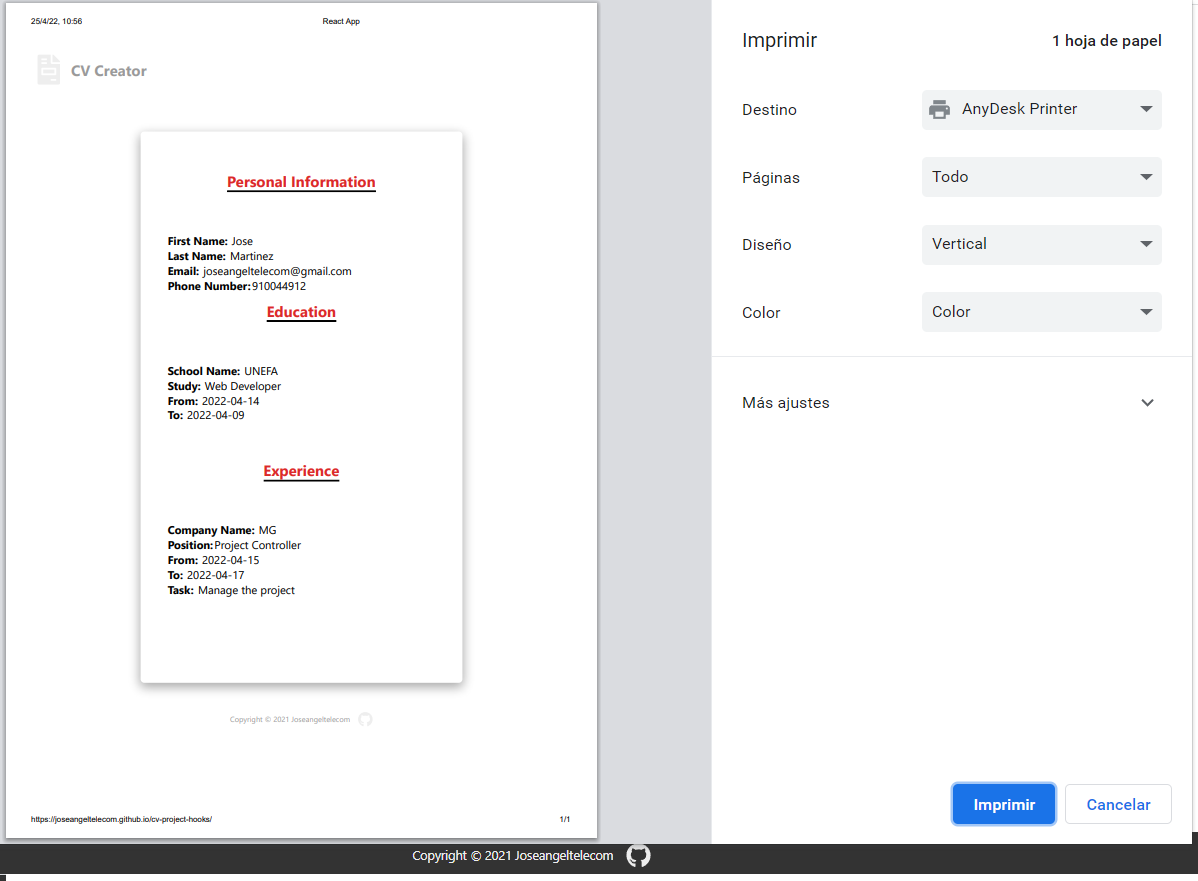 25/4/22, 10:56 React App
CV Creator
Personal Information
First Name: Jose
Last Name: Martinez
Email: joseangeltelecom@gmail.com
Phone Number:910044912
Education
School Name: UNEFA
Study: Web Developer
From: 2022-04-14
To: 2022-04-09
Experience
Company Name: MG
Position:Project Controller
From: 2022-04-15
To: 2022-04-17
Task: Manage the project
Copyright © 2021 Joseangeltelecom
https://joseangeltelecom.github.io/cv-project-hooks/ 1/1
Imprimir 1 hoja de papel
Destino AnyDesk Printer
Páginas Todo
Diseño Vertical
Color Color
Más ajustes
Imprimir Cancelar
Copyright © 2021 Joseangeltelecom